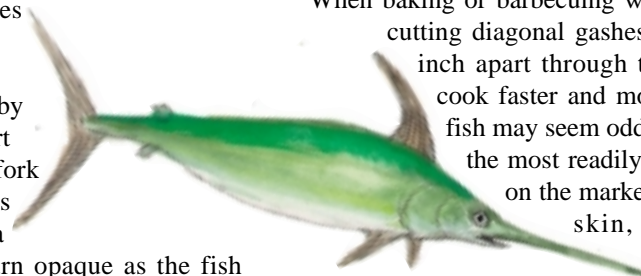 es
by
rt
fork
s
a
rn opaque as the fish
When baking or barbecuing w
cutting diagonal gashes
inch apart through t
cook faster and mo
fish may seem odd
the most readily
on the marke
skin,